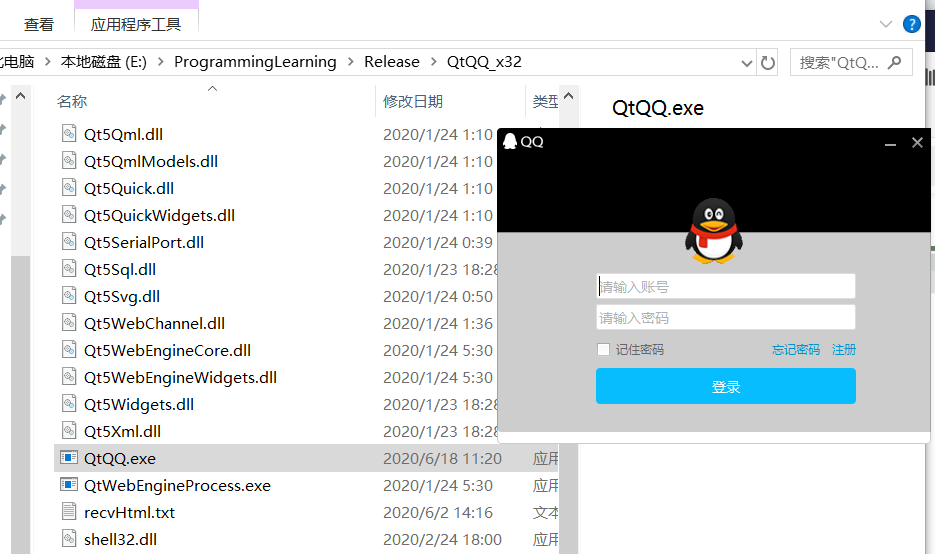 查看 应用程序工具
电脑 本地磁盘 (E:) ProgrammingLearning Release QtQQ_x32 搜索"QtQ...
名称 修改日期 类型
QtQQ.exe
Qt5Qml.dll 2020/1/24 1:10
QQ
Qt5QmlModels.dll 2020/1/24 1:10
Qt5Quick.dll 2020/1/24 1:10
Qt5QuickWidgets.dll 2020/1/24 1:10
Qt5SerialPort.dll 2020/1/24 0:39
Qt5Sql.dll 2020/1/23 18:28
请输入账号
Qt5Svg.dll 2020/1/24 0:50
请输入密码
Qt5WebChannel.dll 2020/1/24 1:36
Qt5WebEngineCore.dll 2020/1/24 5:30
记住密码 忘记密码 注册
Qt5WebEngineWidgets.dll 2020/1/24 5:30
登录
Qt5Widgets.dll 2020/1/23 18:28
Qt5Xml.dll 2020/1/23 18:28
QtQQ.exe 2020/6/18 11:20 应用
QtWebEngineProcess.exe 2020/1/24 5:30 应用
recvHtml.txt 2020/6/2 14:16 文本
shell32.dll 2020/2/24 18:00 应用